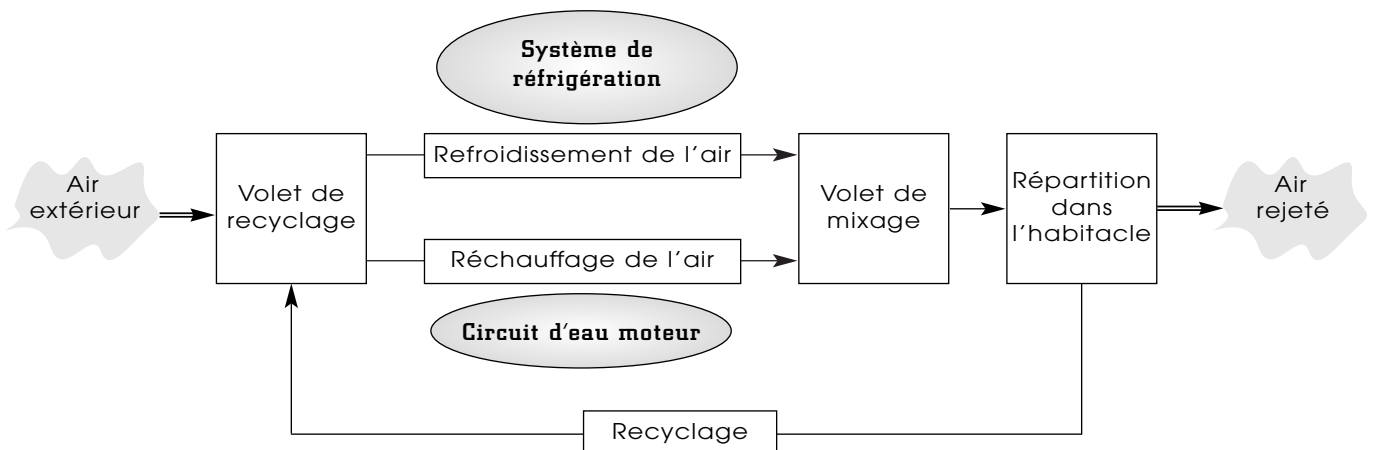 Système de
réfrigération
Air
extérieur
Volet de
recyclage
Refroidissement de l'air
Réchauffage de l'air
Circuit d'eau moteur
Volet de
mixage
Répartition
dans
l'habitacle
Air
rejeté
Recyclage